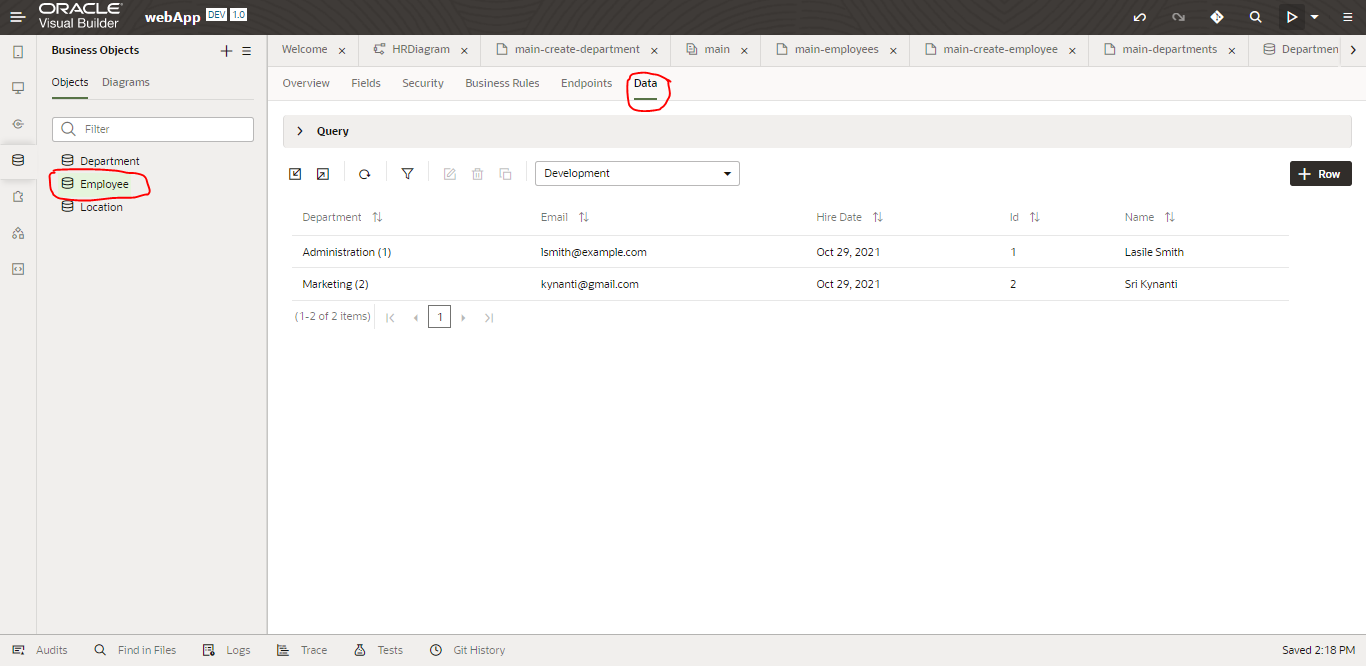 ORACLE
Visual Builder
webApp DEV 1.0
Business Objects
Objects Diagrams
Filter
Department
Employee
Location
Welcome HRDiagram main-create-department main main-employees main-create-employee main-departments Departmen
Overview Fields Security Business Rules Endpoints Data
Query
Development
Row
Department Email Hire Date Id Name
Administration (1) lsmith@example.com Oct 29, 2021 1 Lasile Smith
Marketing (2) kynanti@gmail.com Oct 29, 2021 2 Sri Kynanti
(1-2 of 2 items) 1
Audits Find in Files Logs Trace Tests Git History Saved 2:18 PM